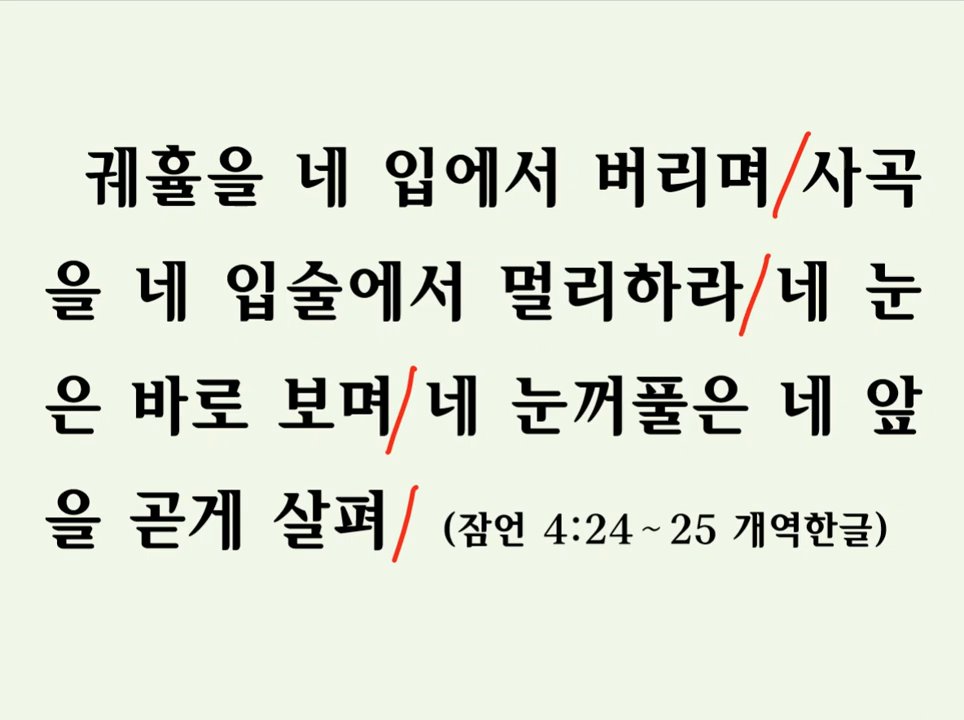 궤휼을 네 입에서 버리며/사곡
을 네 입술에서 멀리하라/네 눈
은 바로 보며/네 눈꺼풀은 네 앞
을 곧게 살펴/ (잠언 4:24~25 개역한글)